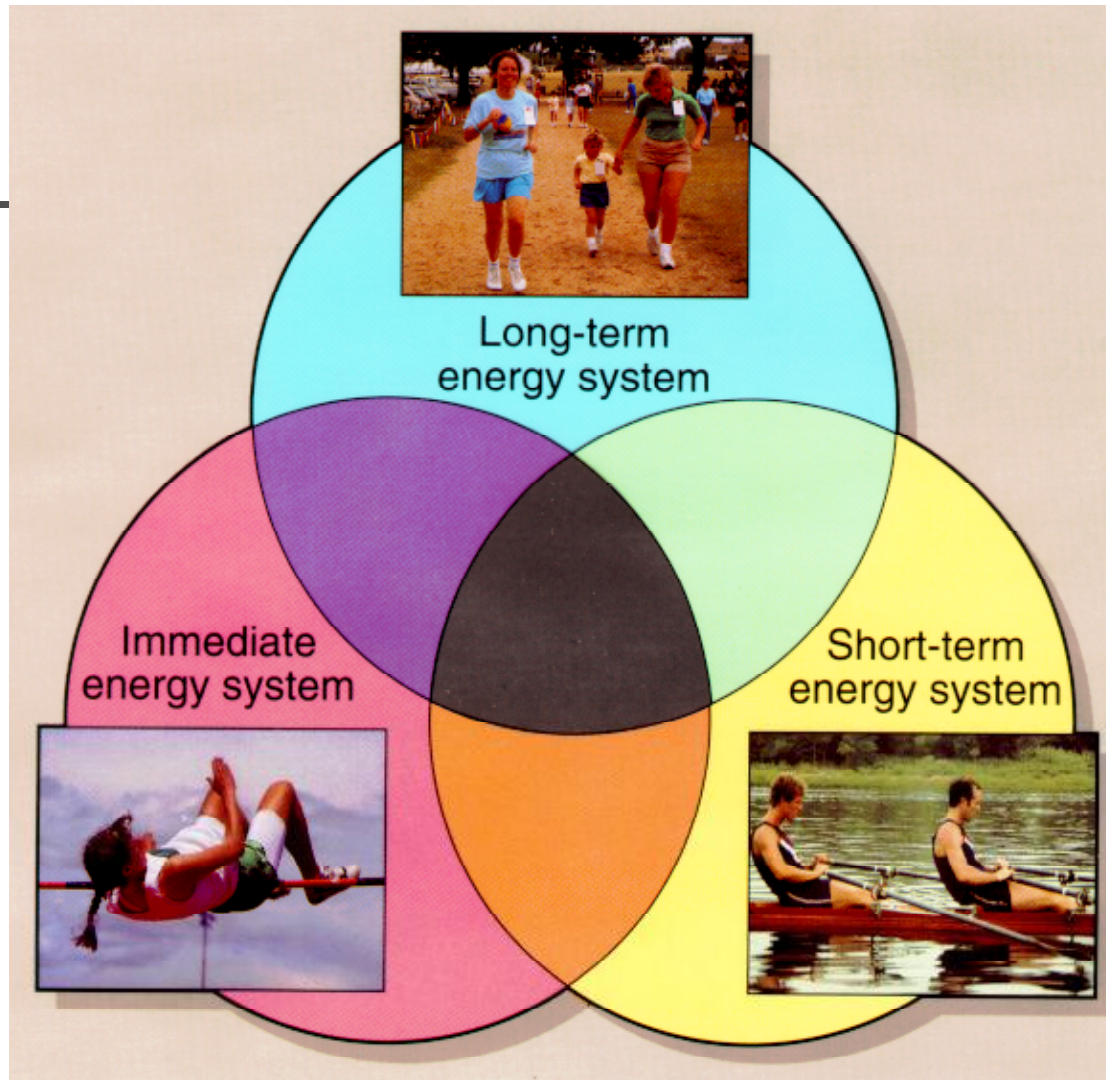 Long-term
energy system
Immediate
energy system
Short-term
energy system